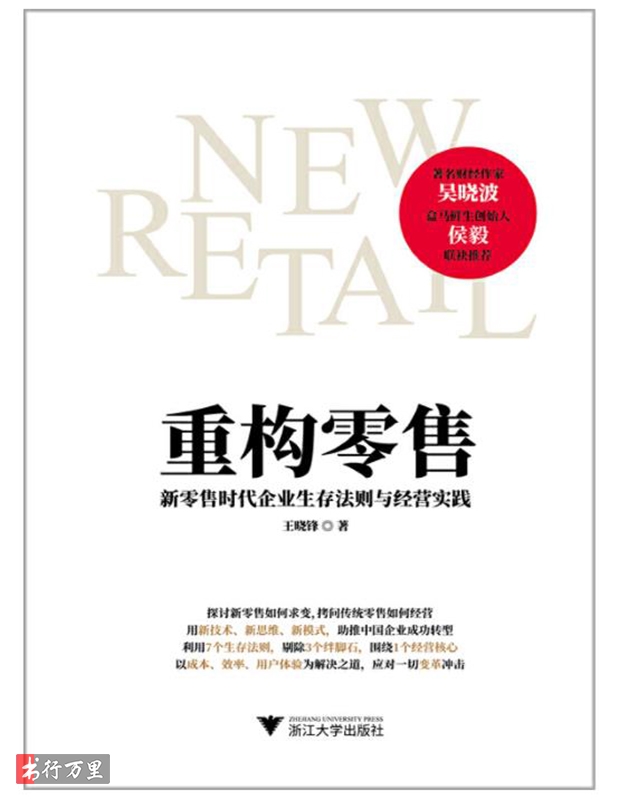 NEW
RETAIL
著名财经作家
吴晓波
盒马鲜生创始人
侯毅
联袂推荐
重构零售
新零售时代企业生存法则与经营实践
王晓锋◎著
探讨新零售如何求变,拷问传统零售如何经营
用新技术、新思维、新模式,助推中国企业成功转型
利用7个生存法则,剔除3个绊脚石,围绕1个经营核心
以成本、效率、用户体验为解决之道,应对一切变革冲击
ZHEJIANG UNIVERSITY PRESS
浙江大学出版社
书行万里